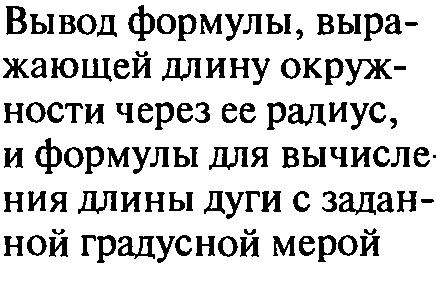 Вывод формулы, выра-
жающей длину окруж-
ности через ее радиус,
и формулы для вычисле-
ния длины дуги с задан-
ной градусной мерой